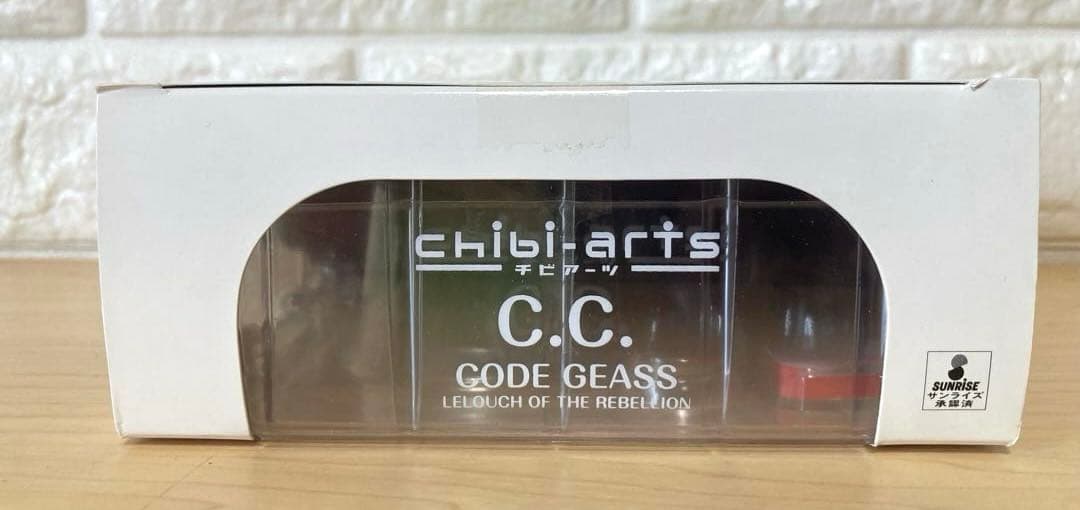 chibi-arts
チビアーツ
C.C.
CODE GEASS
LELOUCH OF THE REBELLION
SUNRISE
サンライズ
承認済